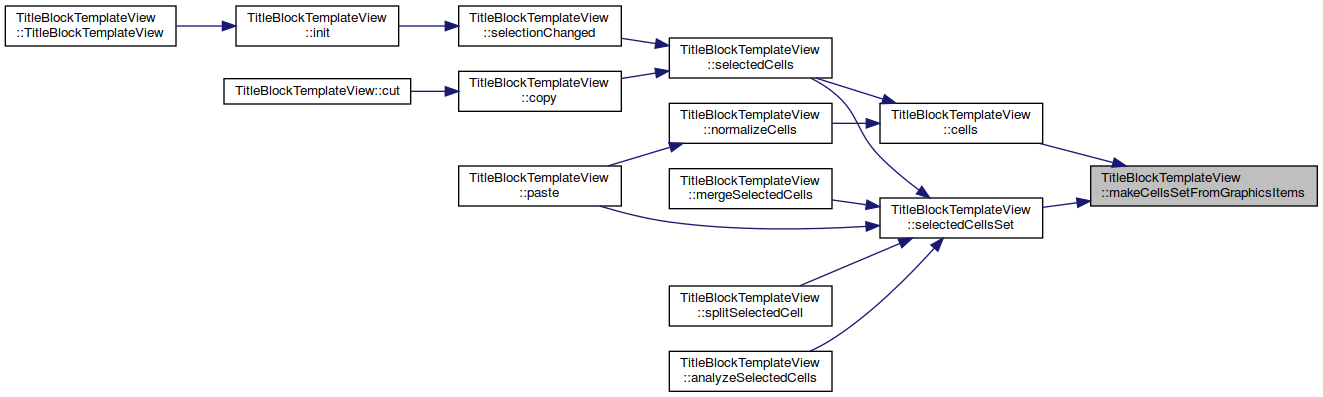 TitleBlockTemplateView
::TitleBlockTemplateView
TitleBlockTemplateView
::init
TitleBlockTemplateView
::selectionChanged
TitleBlockTemplateView
::selectedCells
TitleBlockTemplateView::cut
TitleBlockTemplateView
::copy
TitleBlockTemplateView
::normalizeCells
TitleBlockTemplateView
::cells
TitleBlockTemplateView
::paste
TitleBlockTemplateView
::mergeSelectedCells
TitleBlockTemplateView
::makeCellsSetFromGraphicsItems
TitleBlockTemplateView
::selectedCellsSet
TitleBlockTemplateView
::splitSelectedCell
TitleBlockTemplateView
::analyzeSelectedCells